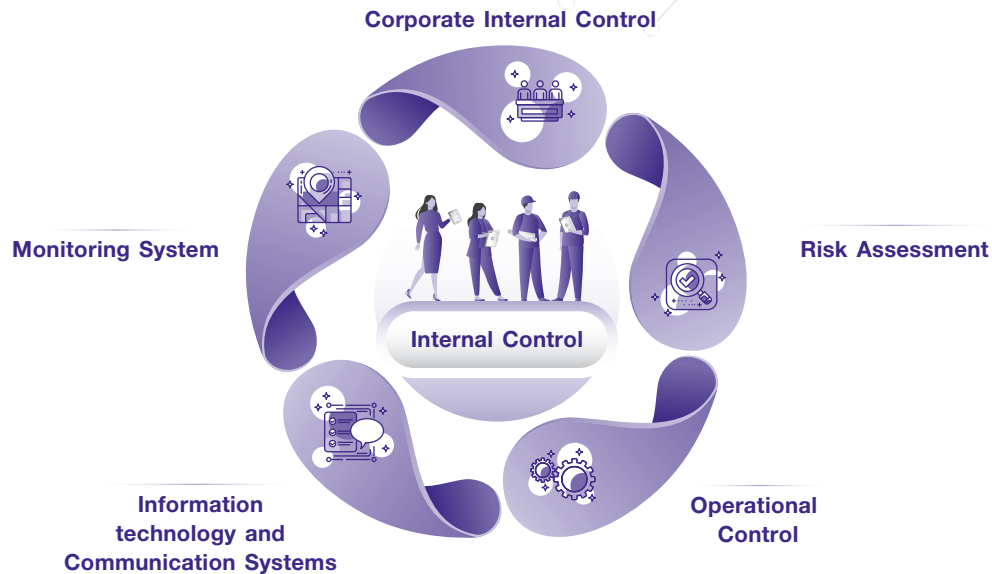 Corporate Internal Control
Monitoring System
Risk Assessment
Internal Control
Information
technology and
Communication Systems
Operational
Control